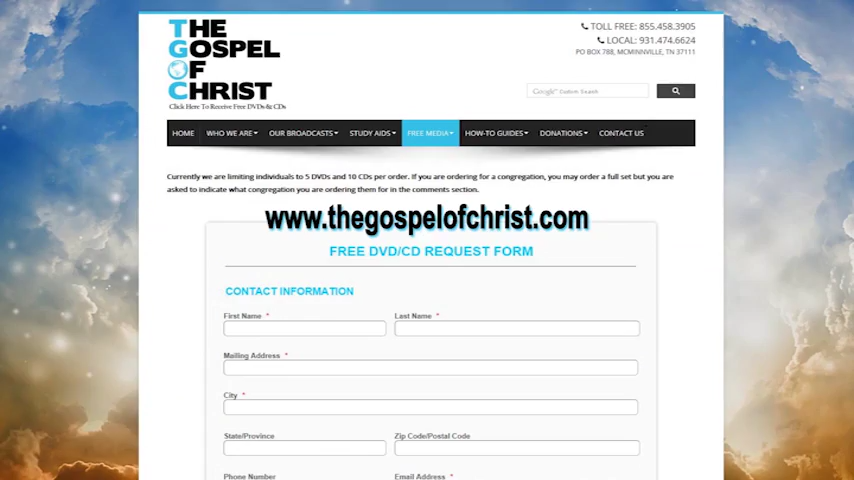 THE
GOSPEL
OF
CHRIST
Click Here To Receive Free DVDs & CDs
TOLL FREE: 855.458.3905
LOCAL: 931.474.6624
PO BOX 788, MCMINNVILLE, TN 37111
Google Custom Search
HOME WHO WE ARE OUR BROADCASTS STUDY AIDS FREE MEDIA HOW-TO GUIDES DONATIONS CONTACT US
Currently we are limiting individuals to 5 DVDs and 10 CDs per order. If you are ordering for a congregation, you may order a full set but you are
asked to indicate what congregation you are ordering them for in the comments section.
www.thegospelofchrist.com
FREE DVD/CD REQUEST FORM
CONTACT INFORMATION
First Name * Last Name *
Mailing Address *
City *
State/Province Zip Code/Postal Code
Phone Number Email Address *